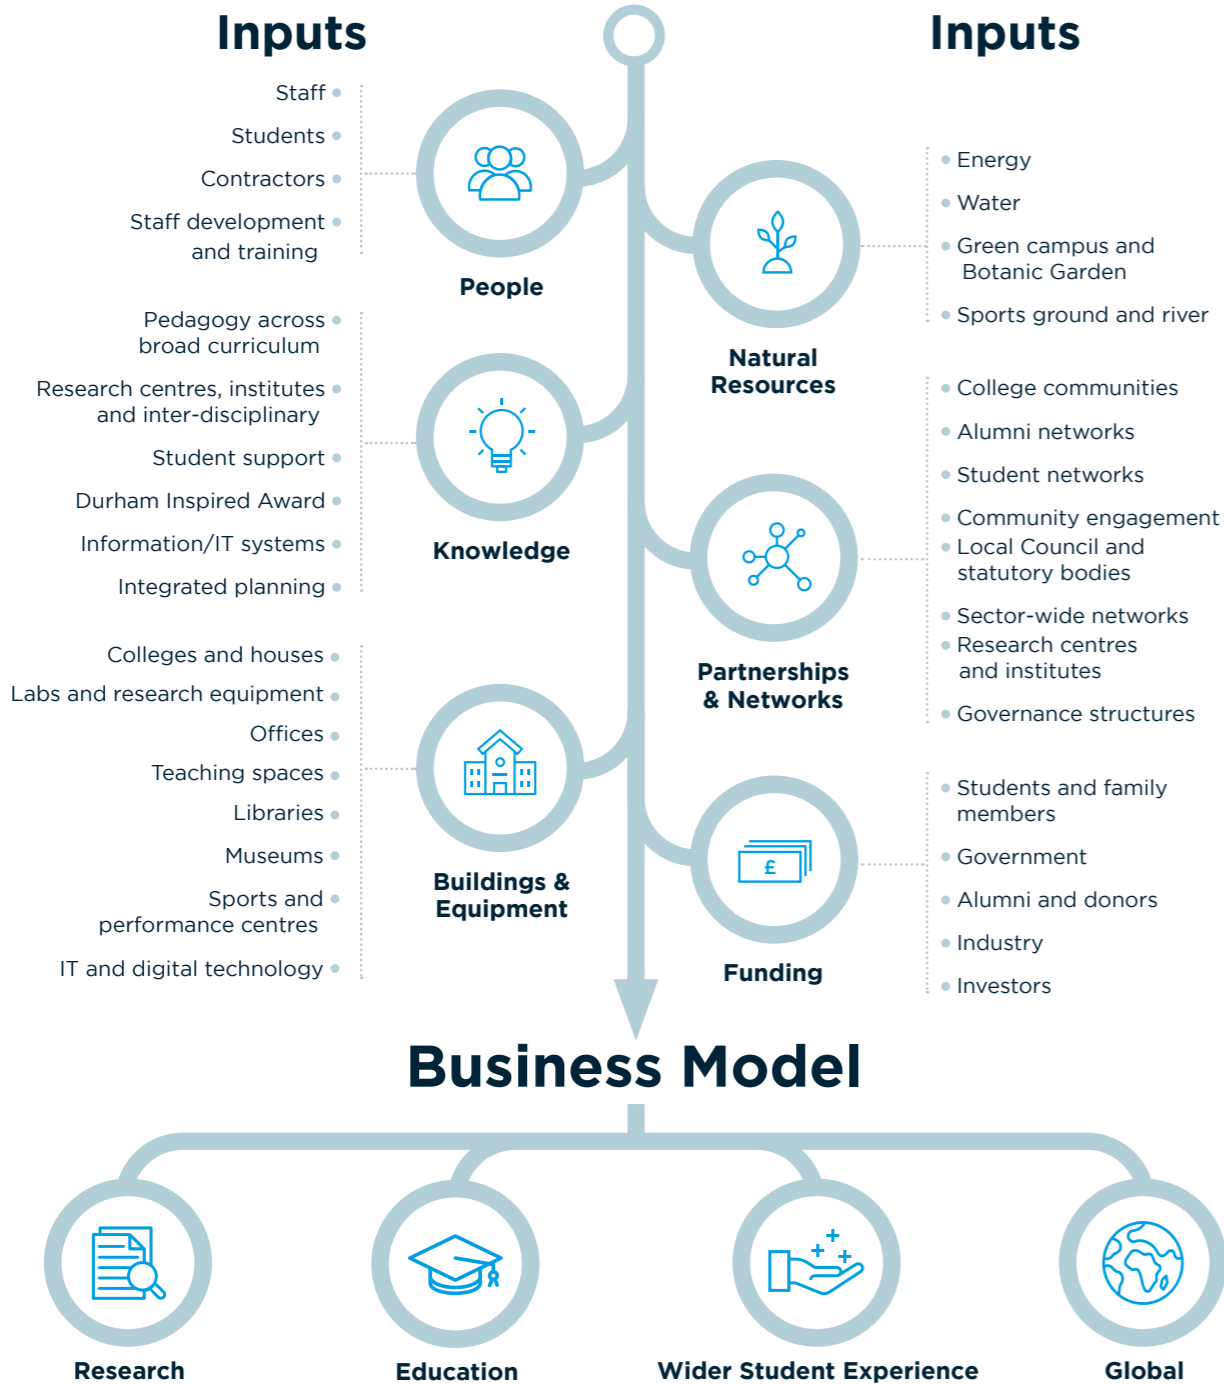 Inputs
Staff
Students
Contractors
Staff development
and training
People
Pedagogy across
broad curriculum
Research centres, institutes
and inter-disciplinary
Student support
Durham Inspired Award
Information/IT systems
Integrated planning
Knowledge
Colleges and houses
Labs and research equipment
Offices
Teaching spaces
Libraries
Museums
Sports and
performance centres
IT and digital technology
Buildings &
Equipment
Inputs
Energy
Water
Green campus and
Botanic Garden
Sports ground and river
Natural
Resources
College communities
Alumni networks
Student networks
Community engagement
Local Council and
statutory bodies
Sector-wide networks
Research centres
and institutes
Governance structures
Partnerships
& Networks
Students and family
members
Government
Alumni and donors
Industry
Investors
£
Funding
Business Model
Research
Education
Wider Student Experience
Global